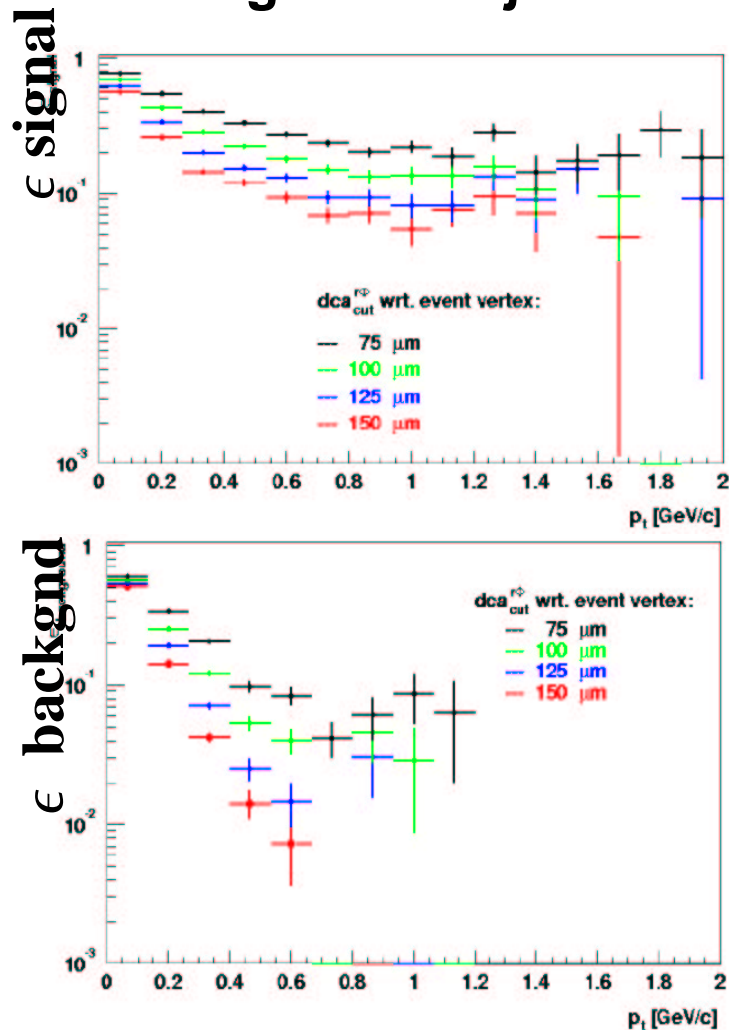 ϵ signal
1
10⁻¹
10⁻²
10⁻³
dca rΦ cut wrt. event vertex:
75 μm
100 μm
125 μm
150 μm
0 0.2 0.4 0.6 0.8 1 1.2 1.4 1.6 1.8 2
pt [GeV/c]
ϵ backgnd
1
10⁻¹
10⁻²
10⁻³
dca rΦ cut wrt. event vertex:
75 μm
100 μm
125 μm
150 μm
0 0.2 0.4 0.6 0.8 1 1.2 1.4 1.6 1.8 2
pt [GeV/c]